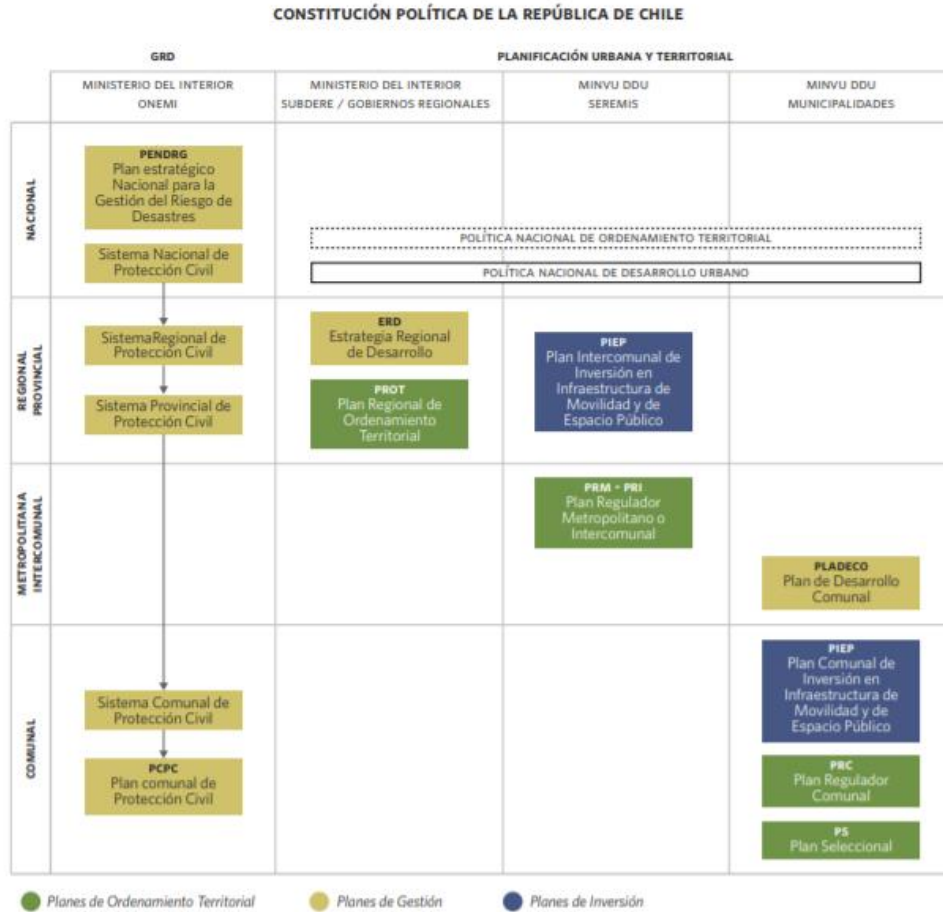 CONSTITUCIÓN POLÍTICA DE LA REPÚBLICA DE CHILE
GRD
PLANIFICACIÓN URBANA Y TERRITORIAL
MINISTERIO DEL INTERIOR
ONEMI
MINISTERIO DEL INTERIOR
SUBDERE / GOBIERNOS REGIONALES
MINVU DDU
SEREMIS
MINVU DDU
MUNICIPALIDADES
NACIONAL
PENDRG
Plan estratégico
Nacional para la
Gestión del Riesgo de
Desastres
Sistema Nacional de
Protección Civil
POLÍTICA NACIONAL DE ORDENAMIENTO TERRITORIAL
POLÍTICA NACIONAL DE DESARROLLO URBANO
REGIONAL
PROVINCIAL
SistemaRegional de
Protección Civil
Sistema Provincial de
Protección Civil
ERD
Estrategia Regional
de Desarrollo
PROT
Plan Regional de
Ordenamiento
Territorial
PIEP
Plan Intercomunal de
Inversión en
Infraestructura de
Movilidad y de
Espacio Público
METROPOLITANA
INTERCOMUNAL
PRM - PRI
Plan Regulador
Metropolitano o
Intercomunal
PLADECO
Plan de Desarrollo
Comunal
COMUNAL
Sistema Comunal de
Protección Civil
PCPC
Plan comunal de
Protección Civil
PIEP
Plan Comunal de
Inversión en
Infraestructura de
Movilidad y de
Espacio Público
PRC
Plan Regulador
Comunal
PS
Plan Seleccional
Planes de Ordenamiento Territorial
Planes de Gestión
Planes de Inversión